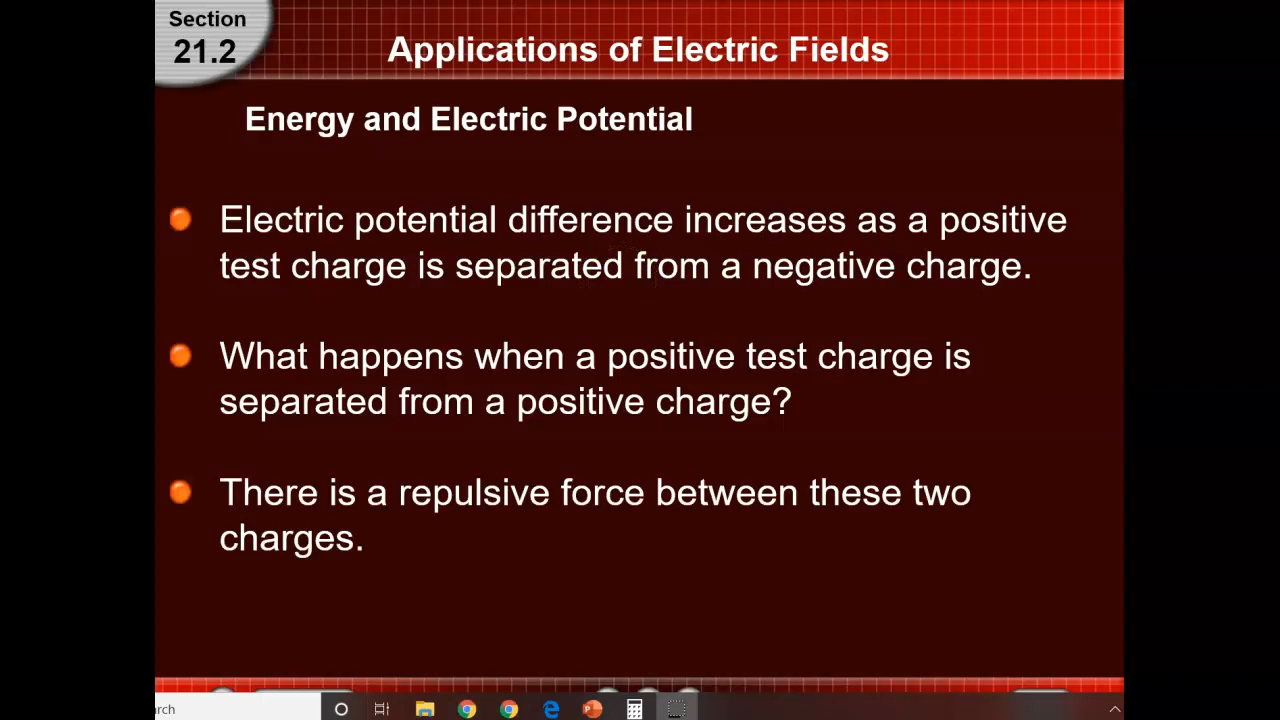 Section
21.2
Applications of Electric Fields
Energy and Electric Potential
Electric potential difference increases as a positive
test charge is separated from a negative charge.
What happens when a positive test charge is
separated from a positive charge?
There is a repulsive force between these two
charges.
rch